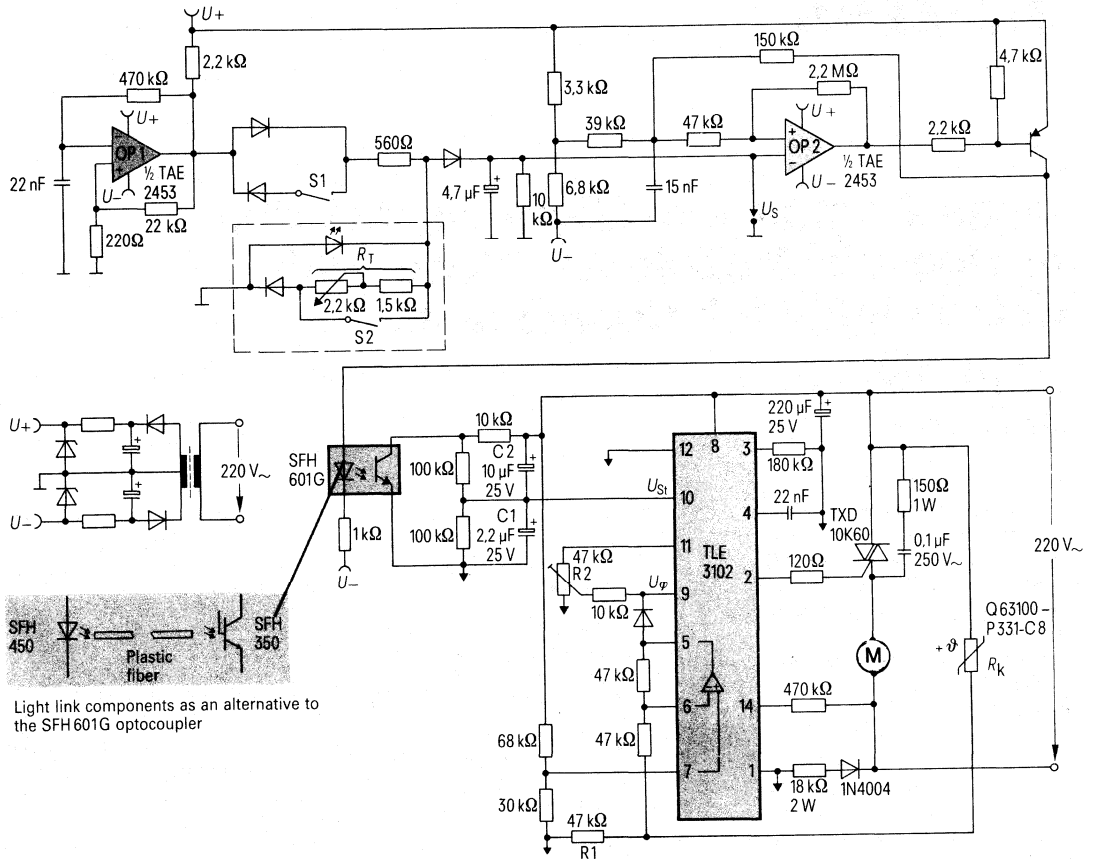 U+
2,2 kΩ
470 kΩ
U+
OP 1
½ TAE
2453
U–
22 nF
22 kΩ
220Ω
S1
560Ω
4,7 µF
10
kΩ
3,3 kΩ
6,8 kΩ
U–
39 kΩ
15 nF
150 kΩ
47 kΩ
2,2 MΩ
U+
OP 2
½ TAE
2453
U–
U_S
2,2 kΩ
4,7 kΩ
R_T
2,2 kΩ
1,5 kΩ
S2
U+
U–
220 V~
SFH
601G
1 kΩ
U–
10 kΩ
100 kΩ
C2
10 µF
25 V
100 kΩ
C1
2,2 µF
25 V
U_St
47 kΩ
R2
10 kΩ
U_φ
47 kΩ
47 kΩ
68 kΩ
30 kΩ
47 kΩ
R1
12
8
3
10
4
11
TLE
3102
2
9
5
6
14
7
1
220 µF
25 V
180 kΩ
22 nF
TXD
10K60
150Ω
1 W
0,1 µF
250 V~
120Ω
220 V~
M
Q 63100 –
P331-C 8
+ϑ
R_k
470 kΩ
18 kΩ
2 W
1N4004
SFH
450
SFH
350
Plastic
fiber
Light link components as an alternative to
the SFH 601G optocoupler